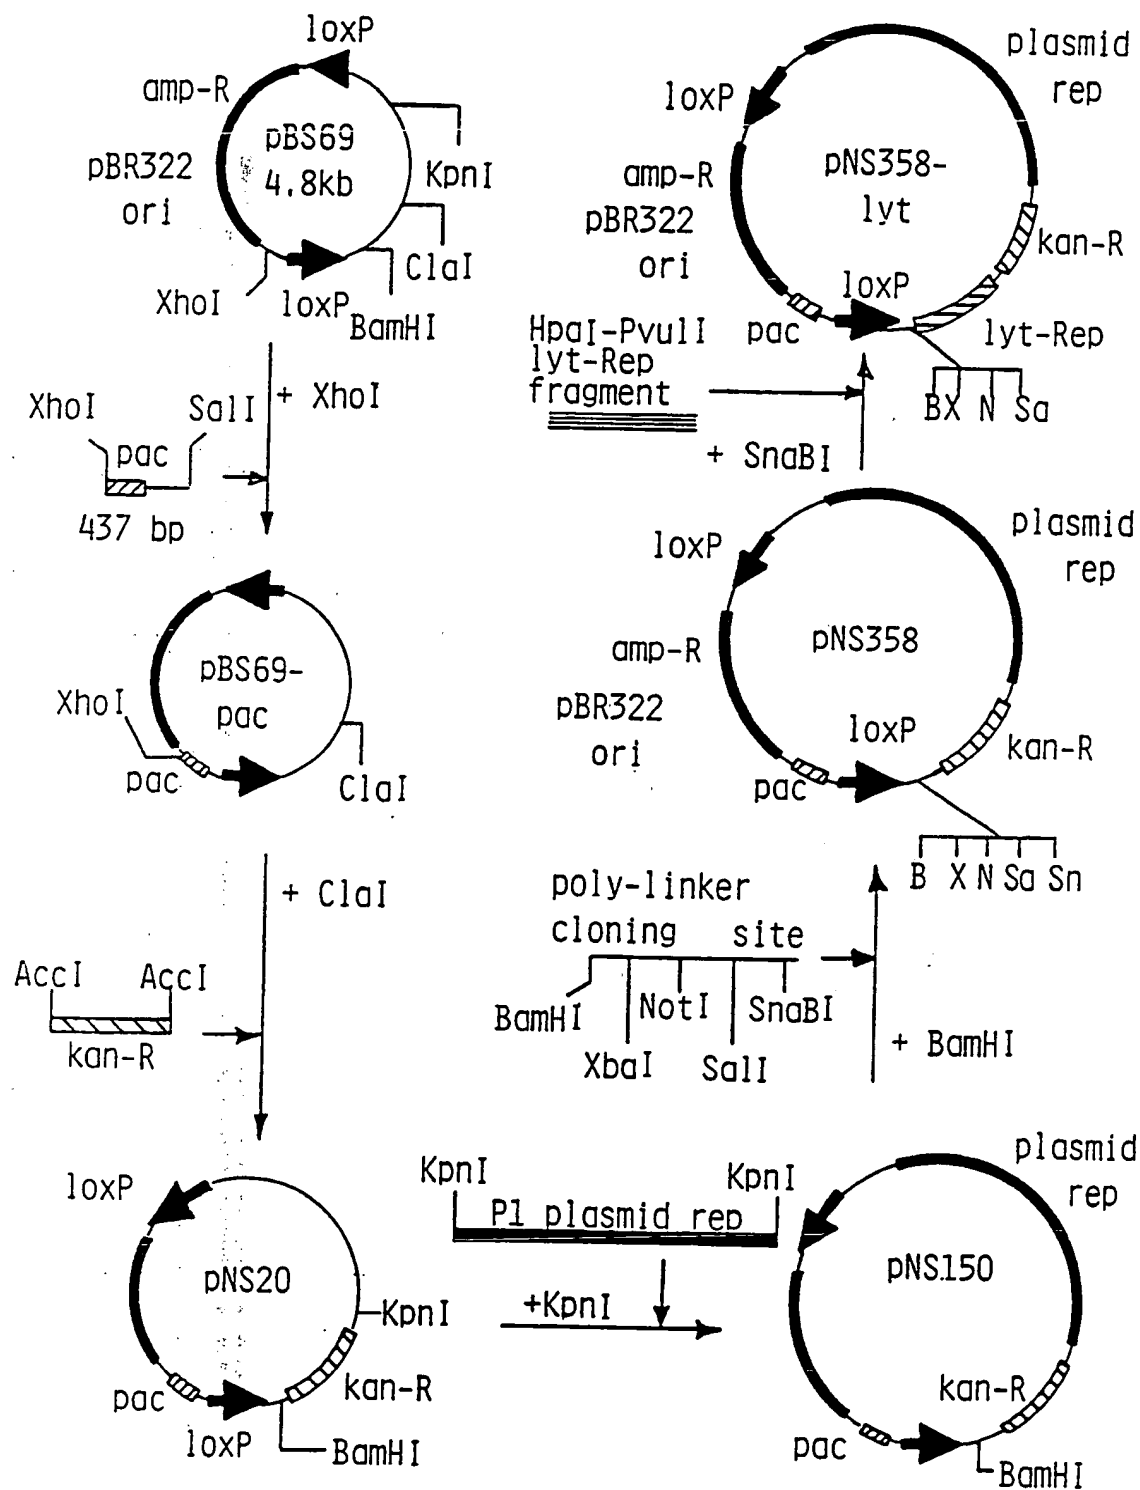 loxP
amp-R
pBS69
4.8kb
pBR322
ori
KpnI
ClaI
XhoI
loxP
BamHI
+ XhoI
XhoI
SalI
pac
437 bp
pBS69-
pac
XhoI
pac
ClaI
+ ClaI
AccI
AccI
kan-R
loxP
pNS20
KpnI
pac
kan-R
loxP
BamHI
KpnI
KpnI
P1 plasmid rep
+KpnI
plasmid
rep
pNS150
kan-R
pac
BamHI
+ BamHI
poly-linker
cloning site
BamHI
XbaI
NotI
SalI
SnaBI
plasmid
rep
loxP
pNS358
amp-R
pBR322
ori
loxP
kan-R
pac
B X N Sa Sn
+ SnaBI
HpaI-PvuII
lyt-Rep
fragment
plasmid
rep
loxP
pNS358-
lyt
amp-R
pBR322
ori
kan-R
loxP
pac
lyt-Rep
BX N Sa